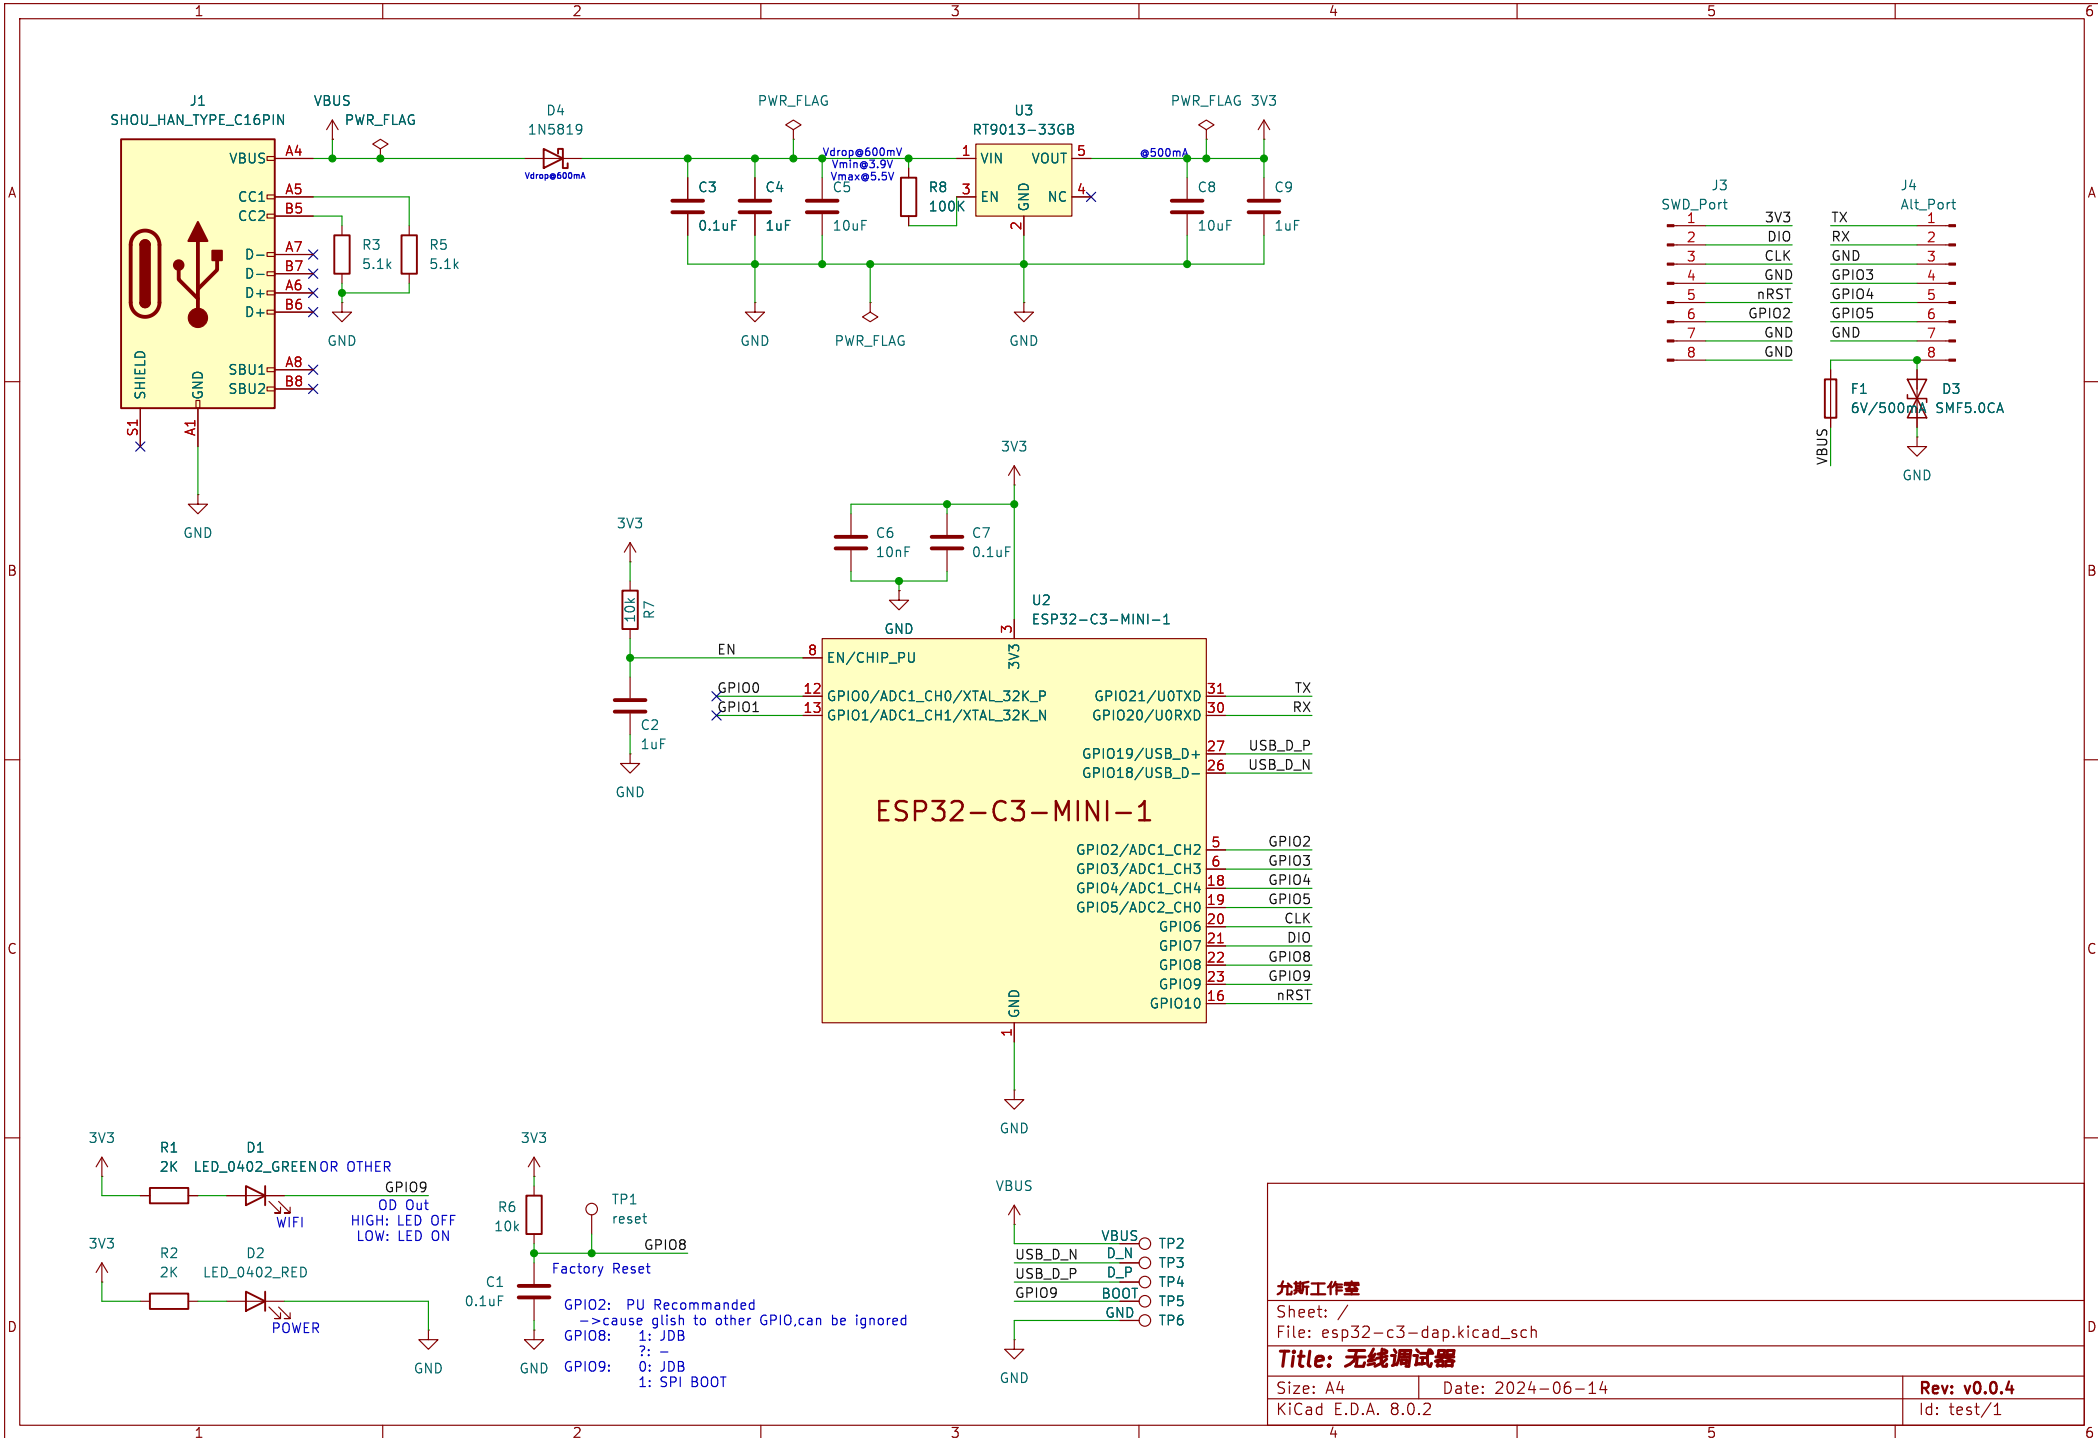 1 2 3 4 5 6
A
B
C
D
J1
SHOU_HAN_TYPE_C16PIN
VBUS
PWR_FLAG
VBUS A4
CC1 A5
CC2 B5
D- A7
D- B7
D+ A6
D+ B6
SBU1 A8
SBU2 B8
SHIELD
GND
S1
A1
GND
R3
5.1k
R5
5.1k
GND
D4
1N5819
Vdrop@600mA
PWR_FLAG
Vdrop@600mV
Vmin@3.9V
Vmax@5.5V
C3
0.1uF
C4
1uF
C5
10uF
R8
100K
GND
PWR_FLAG
U3
RT9013-33GB
1 VIN
VOUT 5
3 EN
NC 4
GND
2
GND
@500mA
PWR_FLAG
3V3
C8
10uF
C9
1uF
J3
SWD_Port
1 3V3
2 DIO
3 CLK
4 GND
5 nRST
6 GPIO2
7 GND
8 GND
J4
Alt_Port
TX 1
RX 2
GND 3
GPIO3 4
GPIO4 5
GPIO5 6
GND 7
8
F1
6V/500mA
VBUS
D3
SMF5.0CA
GND
3V3
C6
10nF
C7
0.1uF
GND
3V3
10k
R7
EN
C2
1uF
GND
U2
ESP32-C3-MINI-1
3
3V3
8 EN/CHIP_PU
GPIO0 12 GPIO0/ADC1_CH0/XTAL_32K_P
GPIO1 13 GPIO1/ADC1_CH1/XTAL_32K_N
GPIO21/U0TXD 31 TX
GPIO20/U0RXD 30 RX
GPIO19/USB_D+ 27 USB_D_P
GPIO18/USB_D- 26 USB_D_N
ESP32-C3-MINI-1
GPIO2/ADC1_CH2 5 GPIO2
GPIO3/ADC1_CH3 6 GPIO3
GPIO4/ADC1_CH4 18 GPIO4
GPIO5/ADC2_CH0 19 GPIO5
GPIO6 20 CLK
GPIO7 21 DIO
GPIO8 22 GPIO8
GPIO9 23 GPIO9
GPIO10 16 nRST
GND
1
GND
3V3
R1
2K
D1
LED_0402_GREEN OR OTHER
GPIO9
WIFI
OD Out
HIGH: LED OFF
LOW: LED ON
3V3
R2
2K
D2
LED_0402_RED
POWER
GND
3V3
R6
10k
TP1
reset
GPIO8
Factory Reset
C1
0.1uF
GND
GPIO2: PU Recommanded
->cause glish to other GPIO,can be ignored
GPIO8: 1: JDB
?: -
GPIO9: 0: JDB
1: SPI BOOT
VBUS
VBUS TP2
USB_D_N D_N TP3
USB_D_P D_P TP4
GPIO9 BOOT TP5
GND TP6
GND
允斯工作室
Sheet: /
File: esp32-c3-dap.kicad_sch
Title: 无线调试器
Size: A4 Date: 2024-06-14 Rev: v0.0.4
KiCad E.D.A. 8.0.2 Id: test/1
A
B
C
D
1 2 3 4 5 6